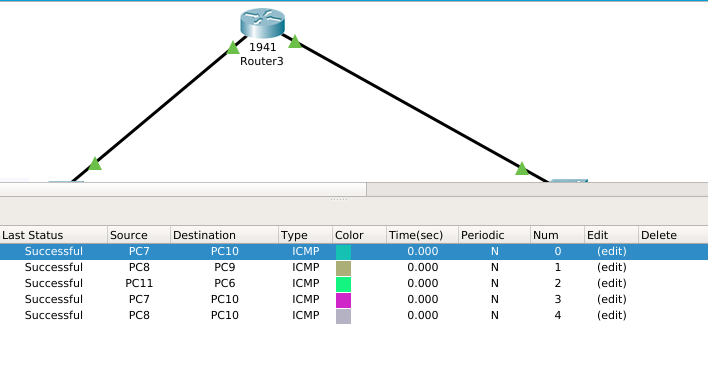 1941
Router3
Last Status Source Destination Type Color Time(sec) Periodic Num Edit Delete
Successful PC7 PC10 ICMP 0.000 N 0 (edit)
Successful PC8 PC9 ICMP 0.000 N 1 (edit)
Successful PC11 PC6 ICMP 0.000 N 2 (edit)
Successful PC7 PC10 ICMP 0.000 N 3 (edit)
Successful PC8 PC10 ICMP 0.000 N 4 (edit)